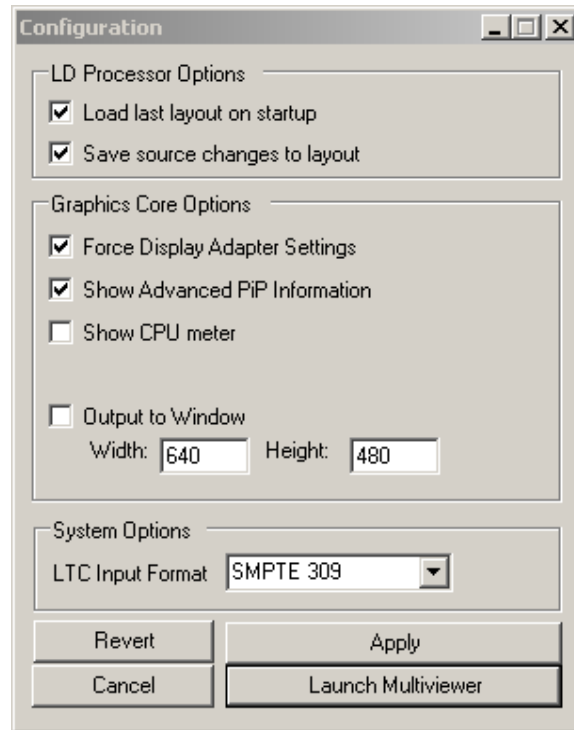 Configuration
LD Processor Options
Load last layout on startup
Save source changes to layout
Graphics Core Options
Force Display Adapter Settings
Show Advanced PiP Information
Show CPU meter
Output to Window
Width: 640 Height: 480
System Options
LTC Input Format SMPTE 309
Revert Apply
Cancel Launch Multiviewer